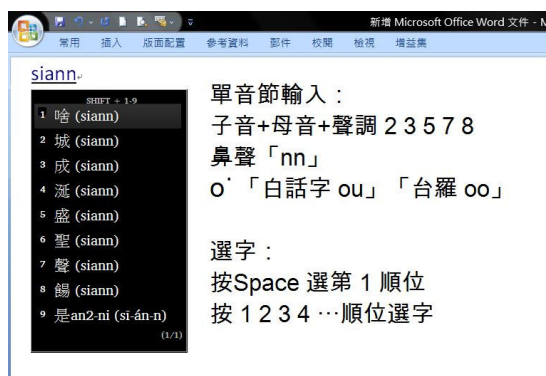 新增 Microsoft Office Word 文件 - M
常用 插入 版面配置 參考資料 郵件 校閱 檢視 增益集
siann
SHIFT + 1-9
1 啥 (siann)
2 城 (siann)
3 成 (siann)
4 涎 (siann)
5 盛 (siann)
6 聖 (siann)
7 聲 (siann)
8 餳 (siann)
9 是an2-ni (sī-án-n)
(1/1)
單音節輸入：
子音+母音+聲調 2 3 5 7 8
鼻聲「nn」
o͘ 「白話字 ou」「台羅 oo」
選字：
按Space 選第 1 順位
按 1 2 3 4 …順位選字